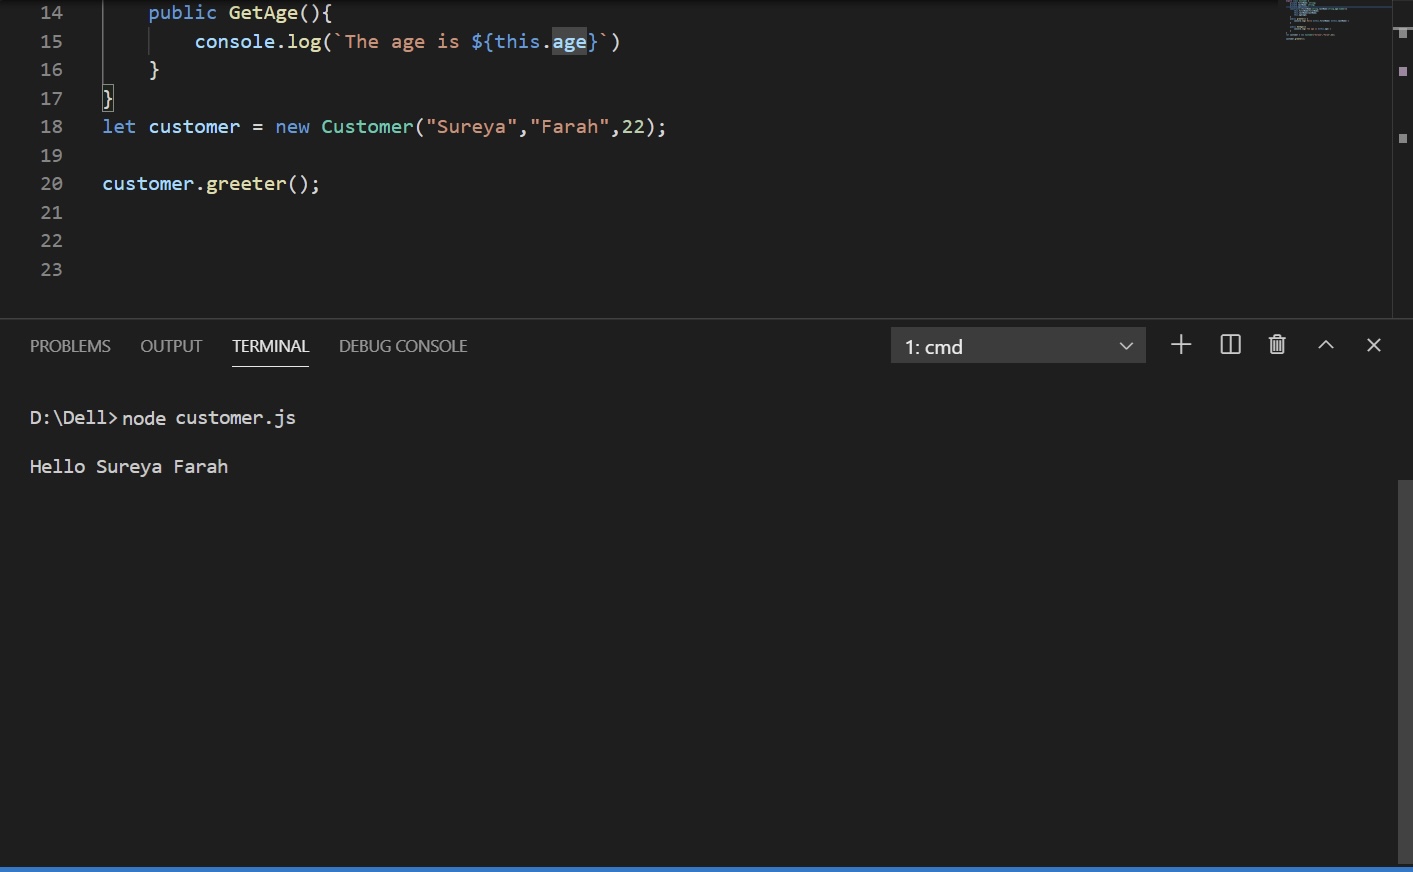 14 public GetAge(){
15 console.log(`The age is ${this.age}`)
16 }
17 }
18 let customer = new Customer("Sureya","Farah",22);
19
20 customer.greeter();
21
22
23
PROBLEMS OUTPUT TERMINAL DEBUG CONSOLE 1: cmd
D:\Dell>node customer.js
Hello Sureya Farah